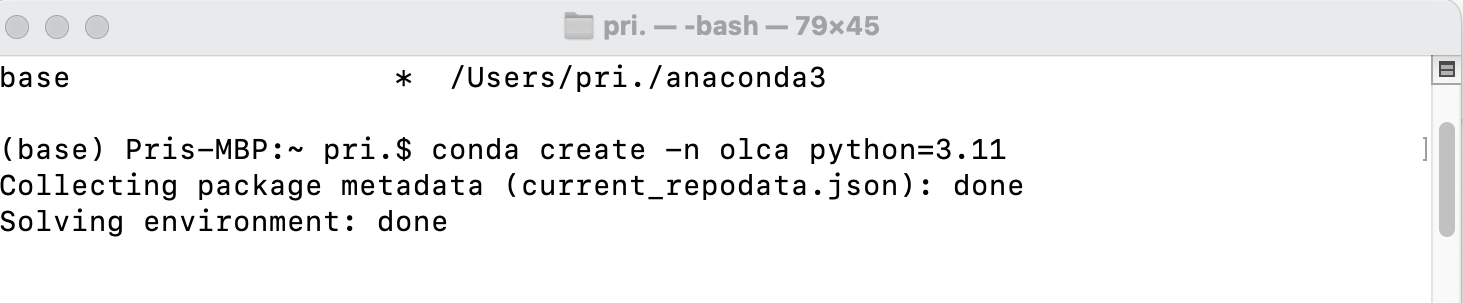 pri. — -bash — 79×45
base                      *  /Users/pri./anaconda3
(base) Pris-MBP:~ pri.$ conda create -n olca python=3.11
Collecting package metadata (current_repodata.json): done
Solving environment: done